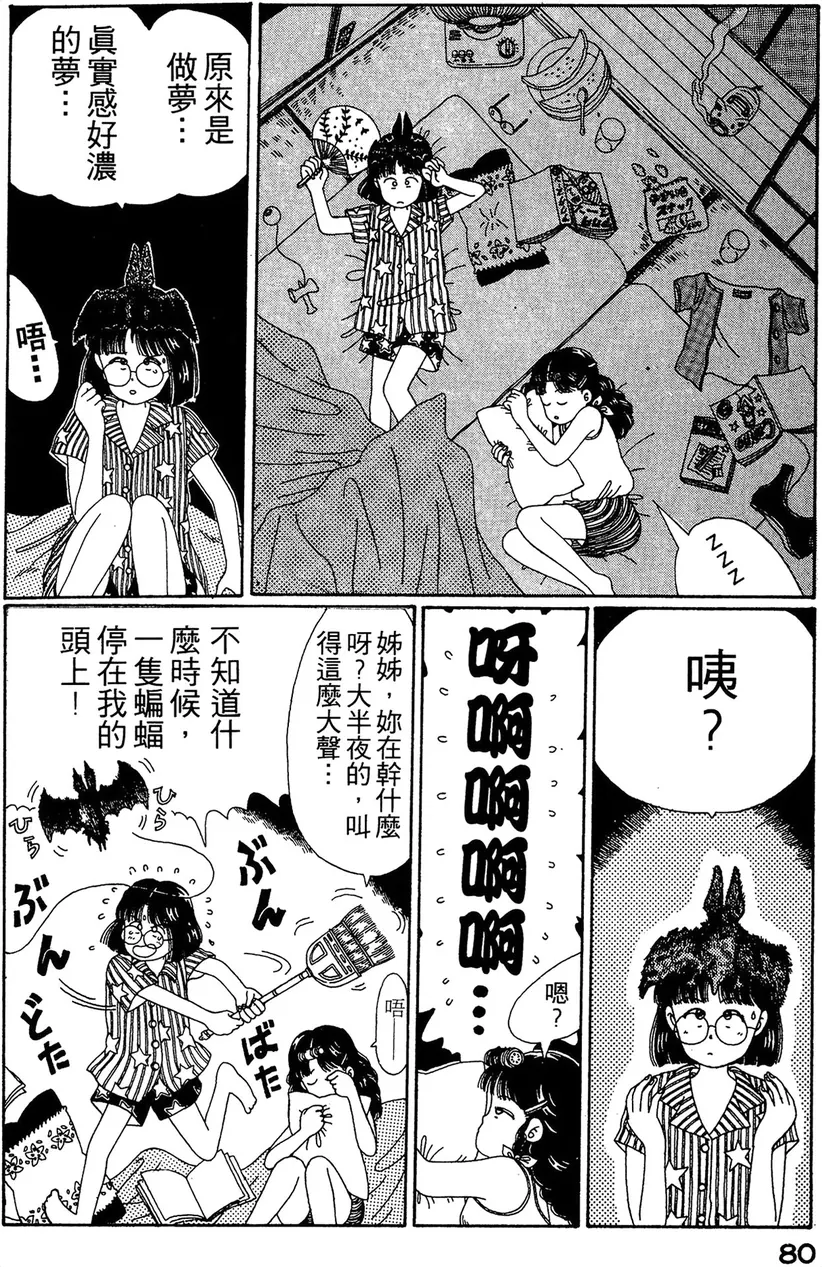 ZZZ
原來是
做夢…
眞實感好濃
的夢…
唔…
咦?
呀
啊
啊
啊
啊
啊…
嗯?
姊姊，妳在幹什麼
呀?大半夜的，叫
得這麼大聲…
唔──
不知道什
麼時候，
一隻蝙蝠
停在我的
頭上!
ひら
ひら
ぶん
ぶん
どた
ばた
80